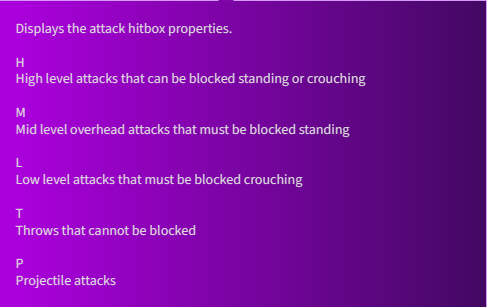 Displays the attack hitbox properties.
H
High level attacks that can be blocked standing or crouching
M
Mid level overhead attacks that must be blocked standing
L
Low level attacks that must be blocked crouching
T
Throws that cannot be blocked
P
Projectile attacks